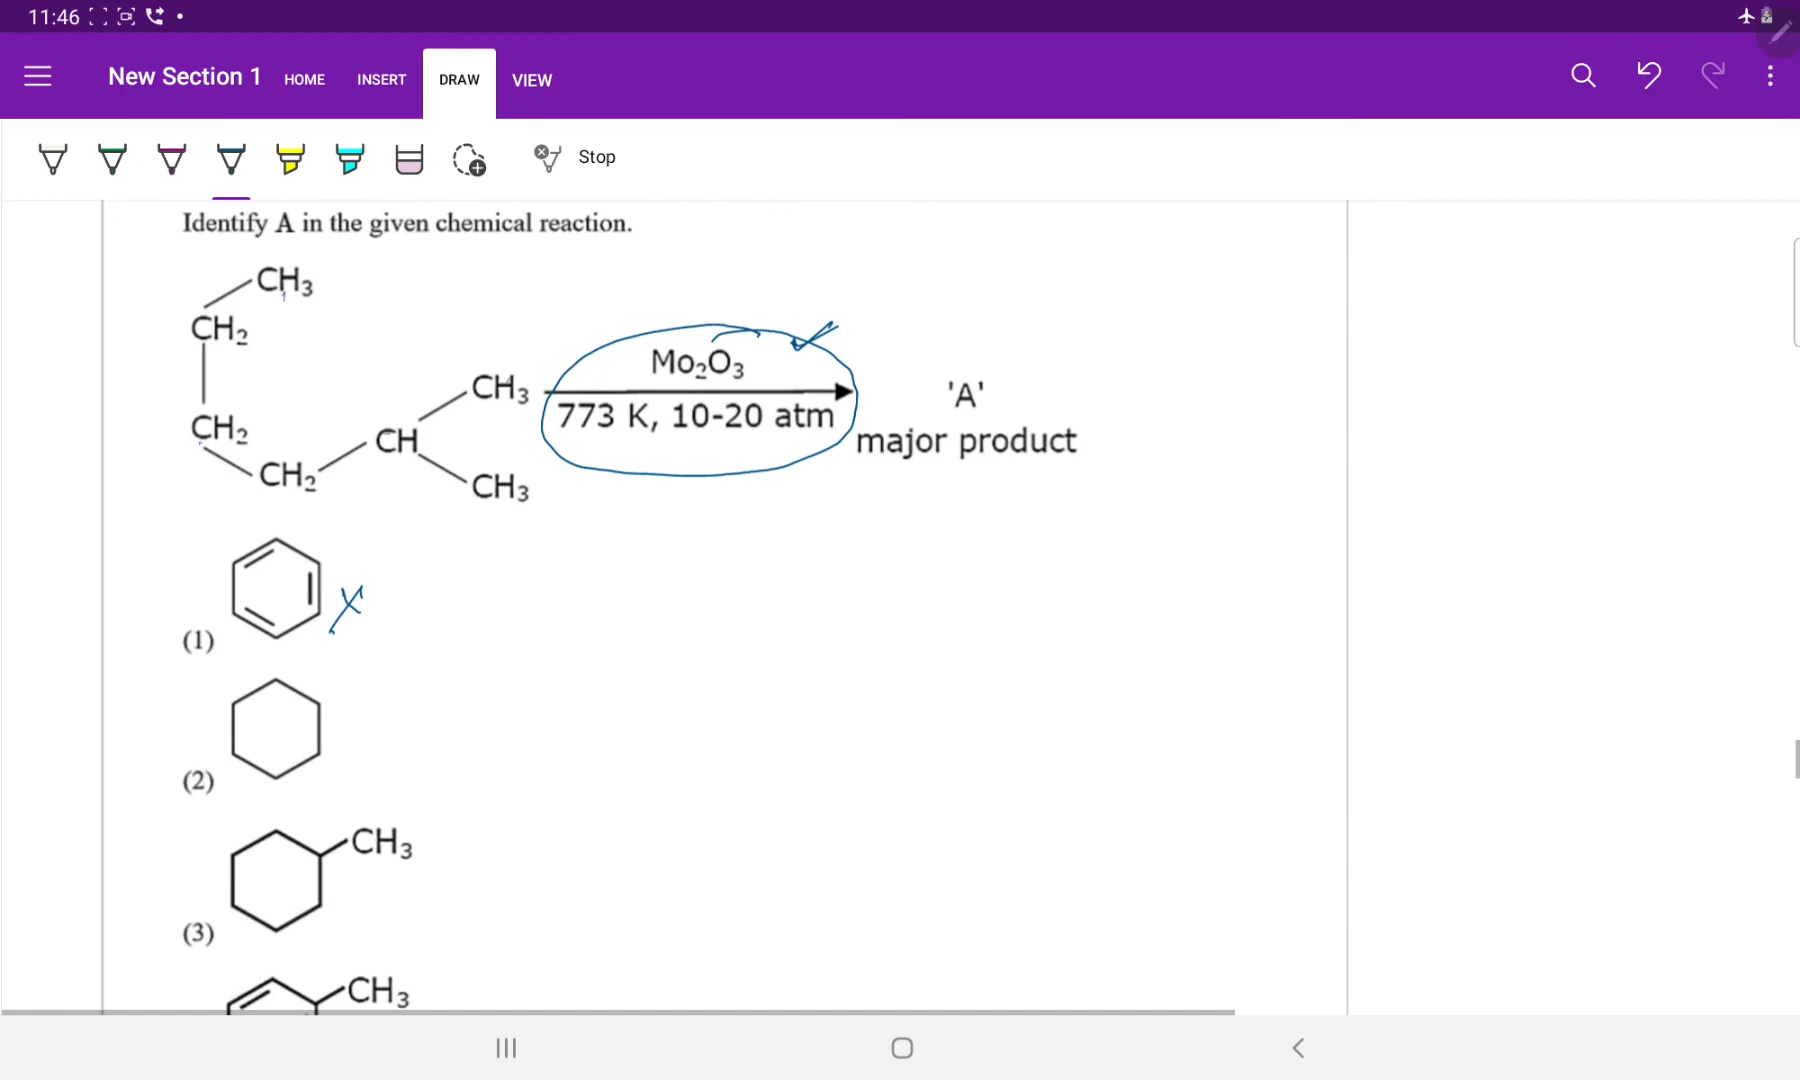 11:46
New Section 1 HOME INSERT DRAW VIEW
Stop
Identify A in the given chemical reaction.
CH3
CH2
CH2
CH2
CH
CH3
CH3
Mo2O3
773 K, 10-20 atm
'A'
major product
(1)
(2)
CH3
(3)
CH3